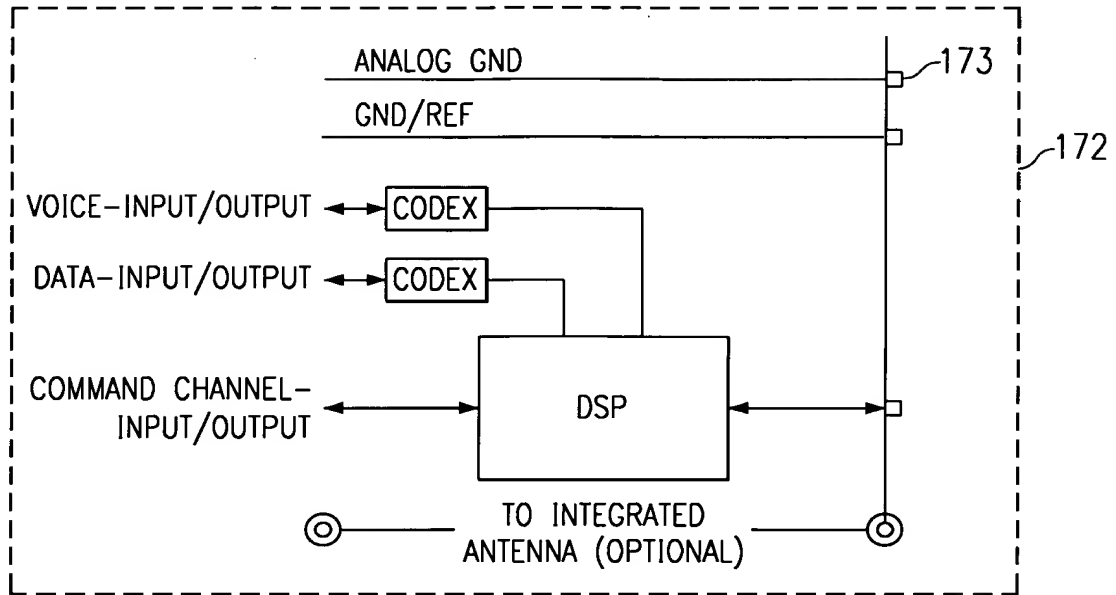 ANALOG GND
173
GND/REF
172
VOICE-INPUT/OUTPUT
CODEX
DATA-INPUT/OUTPUT
CODEX
COMMAND CHANNEL-
INPUT/OUTPUT
DSP
TO INTEGRATED
ANTENNA (OPTIONAL)